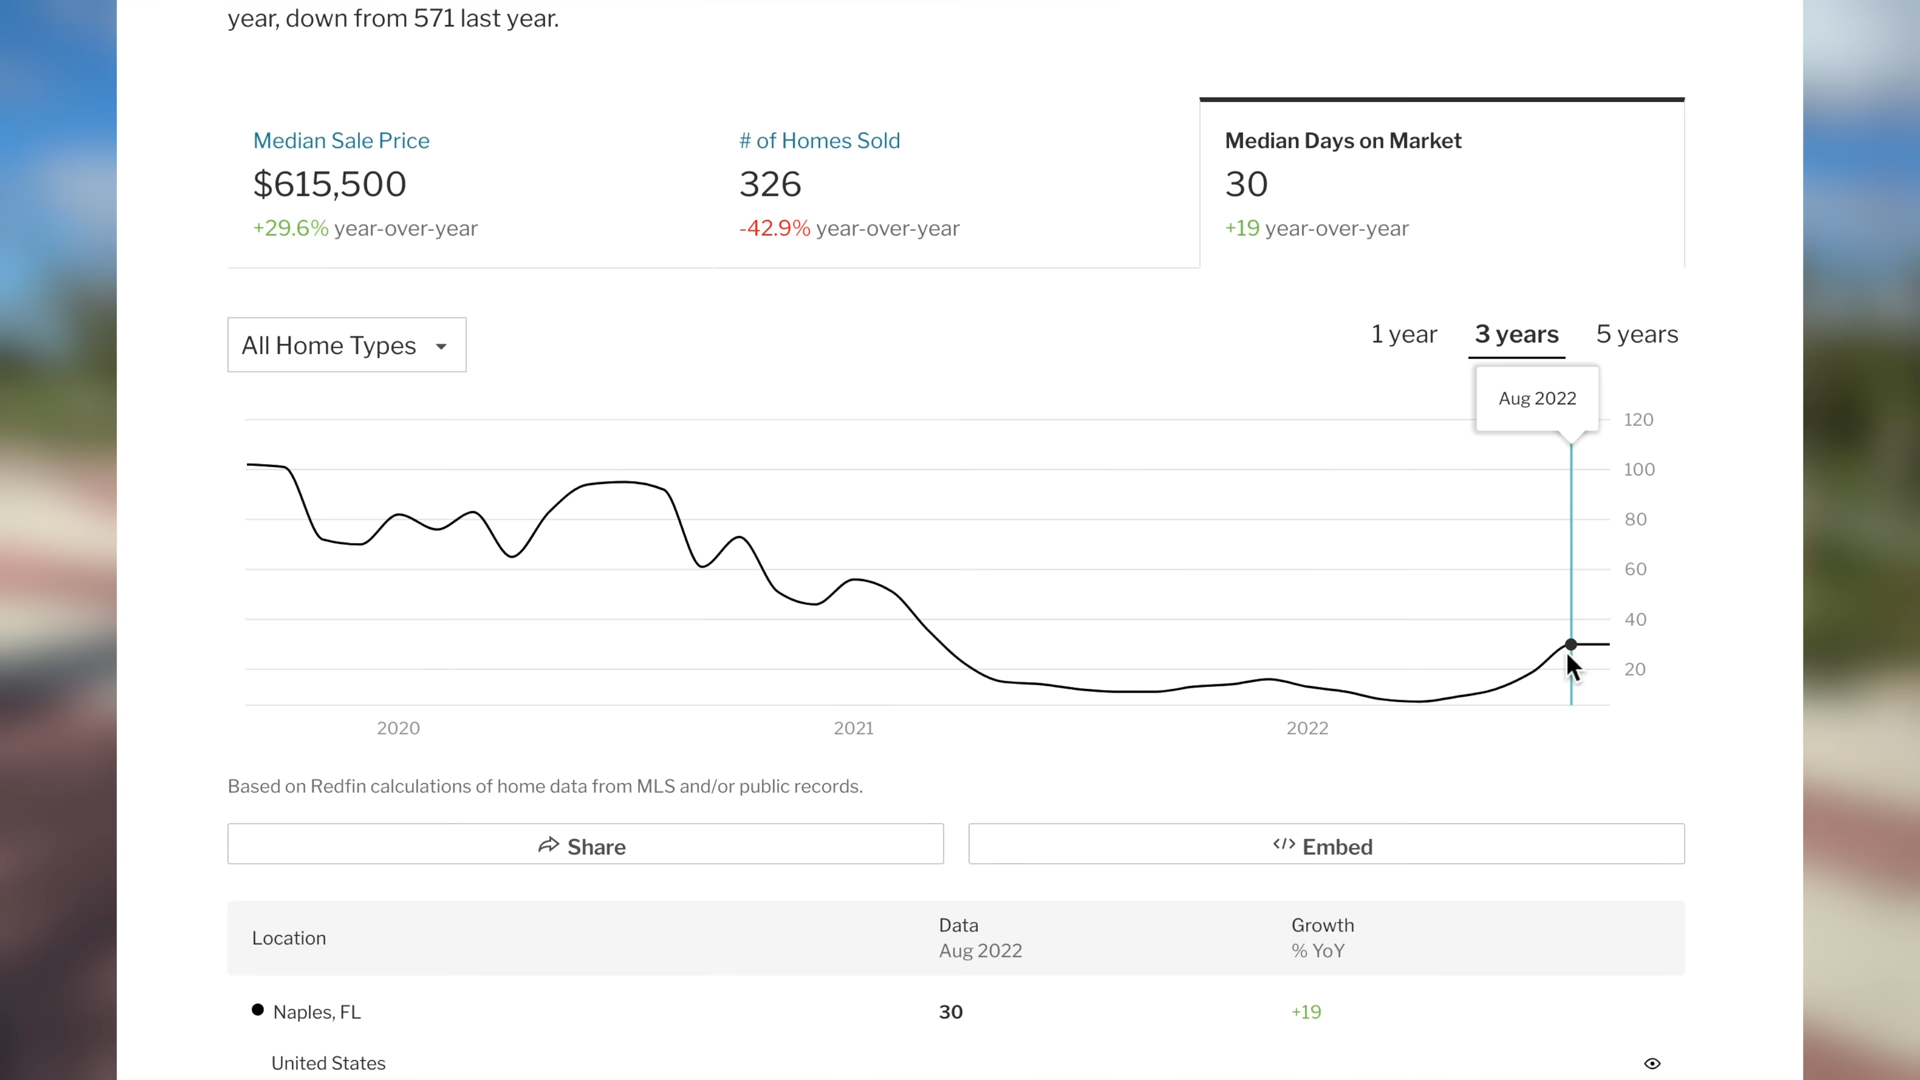 year, down from 571 last year.
Median Sale Price
$615,500
+29.6% year-over-year
# of Homes Sold
326
-42.9% year-over-year
Median Days on Market
30
+19 year-over-year
All Home Types
1 year 3 years 5 years
Aug 2022
120
100
80
60
40
20
2020 2021 2022
Based on Redfin calculations of home data from MLS and/or public records.
Share
</> Embed
Location
Data
Aug 2022
Growth
% YoY
Naples, FL 30 +19
United States